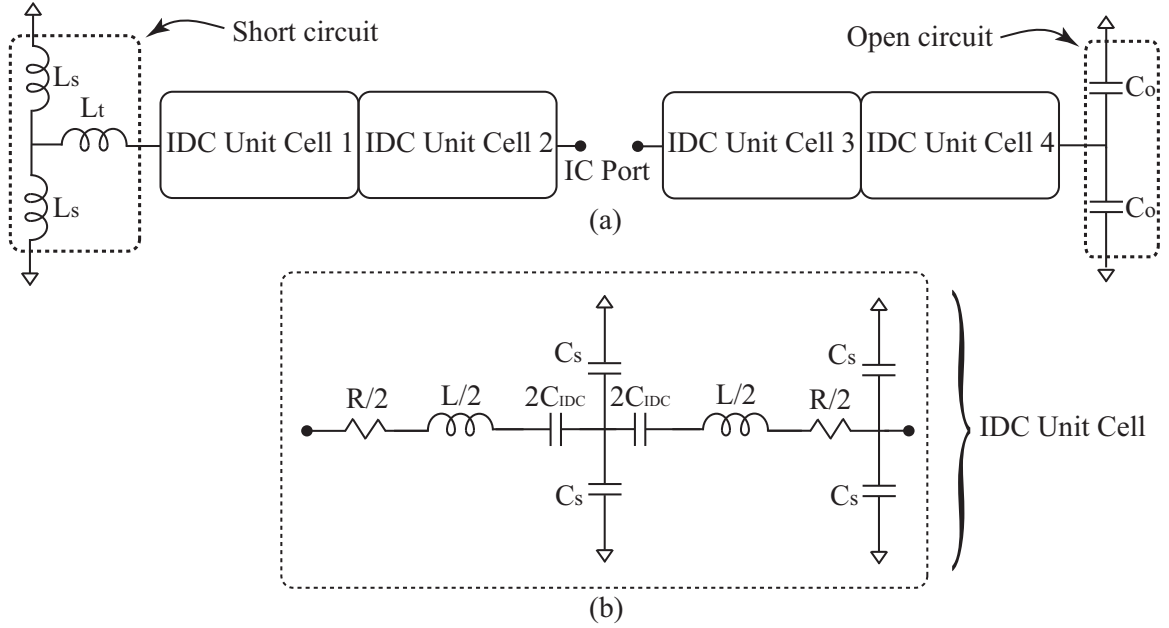 Short circuit
Open circuit
Ls
Lt
Ls
IDC Unit Cell 1
IDC Unit Cell 2
IC Port
IDC Unit Cell 3
IDC Unit Cell 4
Co
Co
(a)
Cs
Cs
R/2
L/2
2CIDC
2CIDC
L/2
R/2
Cs
Cs
IDC Unit Cell
(b)